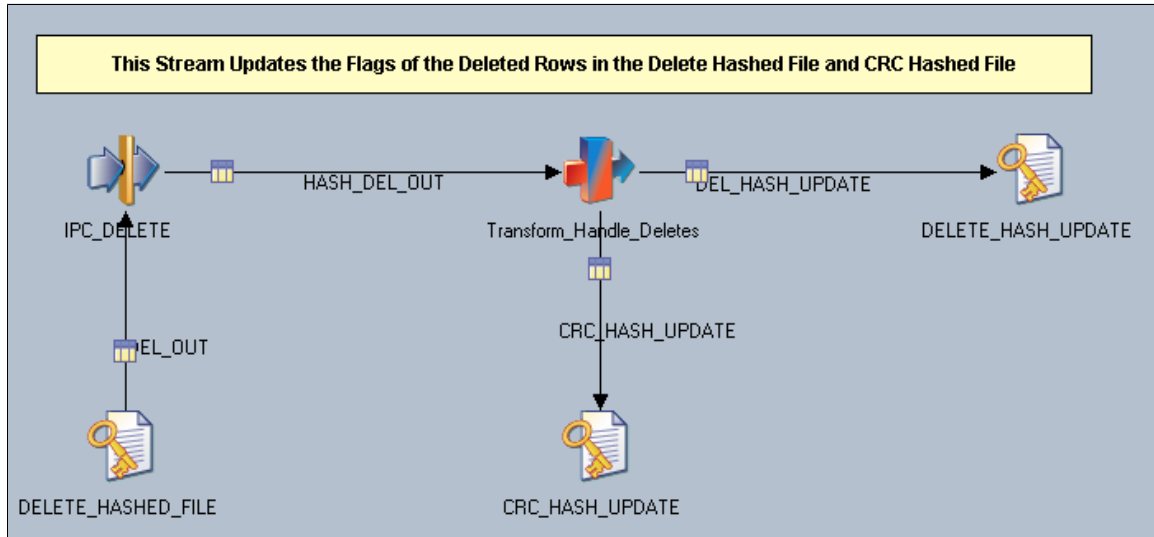 This Stream Updates the Flags of the Deleted Rows in the Delete Hashed File and CRC Hashed File
HASH_DEL_OUT
DEL_HASH_UPDATE
IPC_DELETE
Transform_Handle_Deletes
DELETE_HASH_UPDATE
CRC_HASH_UPDATE
DEL_OUT
DELETE_HASHED_FILE
CRC_HASH_UPDATE